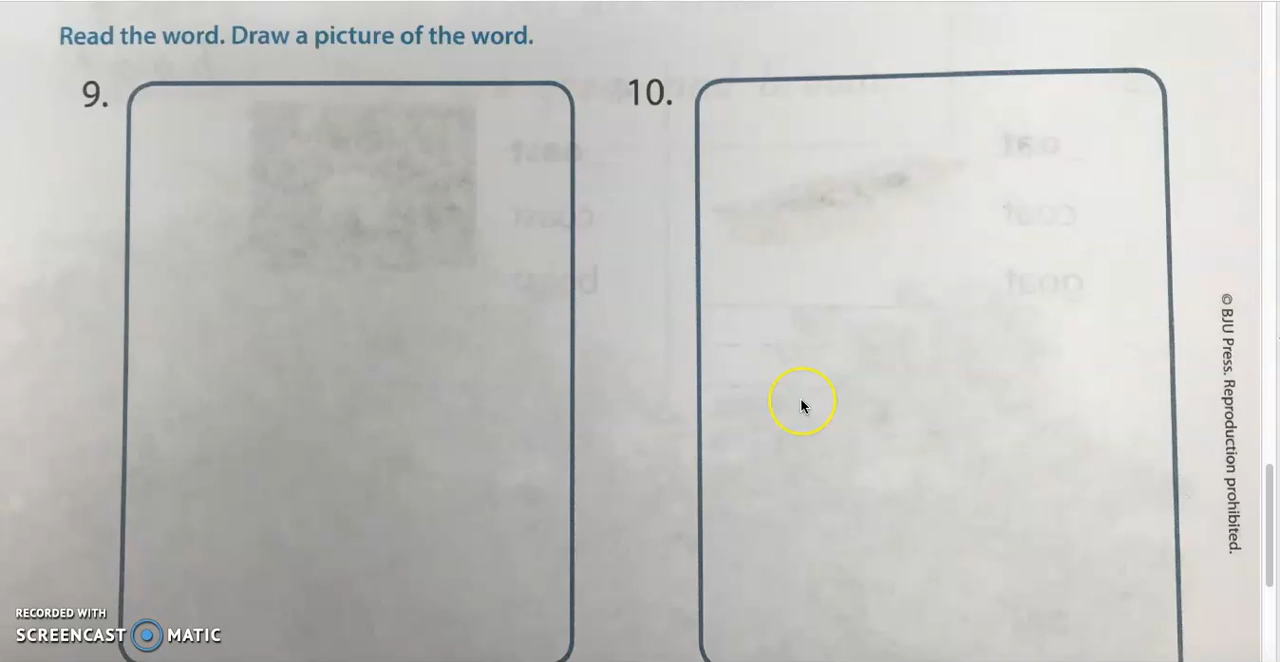 Read the word. Draw a picture of the word.
9.
10.
© BJU Press. Reproduction prohibited.
RECORDED WITH
SCREENCAST MATIC